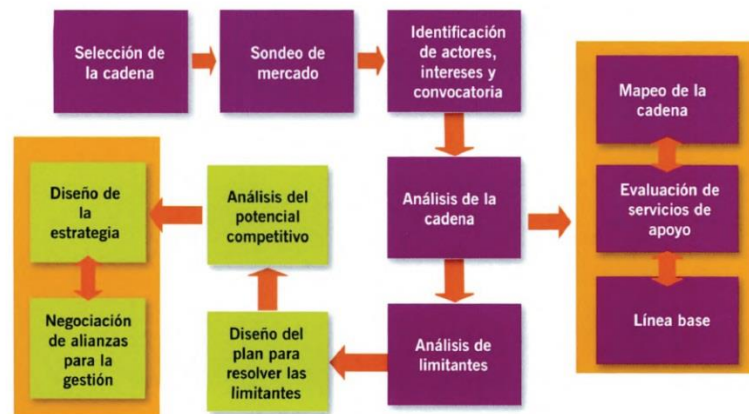 Selección de
la cadena
Sondeo de
mercado
Identificación
de actores,
intereses y
convocatoria
Mapeo de la
cadena
Diseño de
la
estrategia
Análisis del
potencial
competitivo
Análisis de la
cadena
Evaluación de
servicios de
apoyo
Negociación
de alianzas
para la
gestión
Diseño del
plan para
resolver las
limitantes
Análisis de
limitantes
Línea base